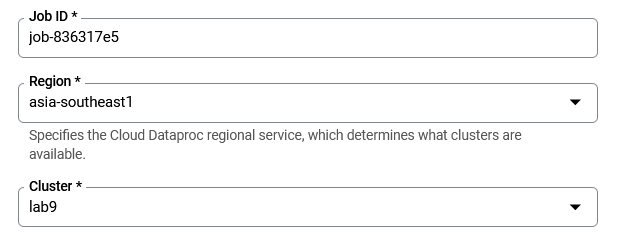 Job ID *
job-836317e5
Region *
asia-southeast1
Specifies the Cloud Dataproc regional service, which determines what clusters are
available.
Cluster *
lab9